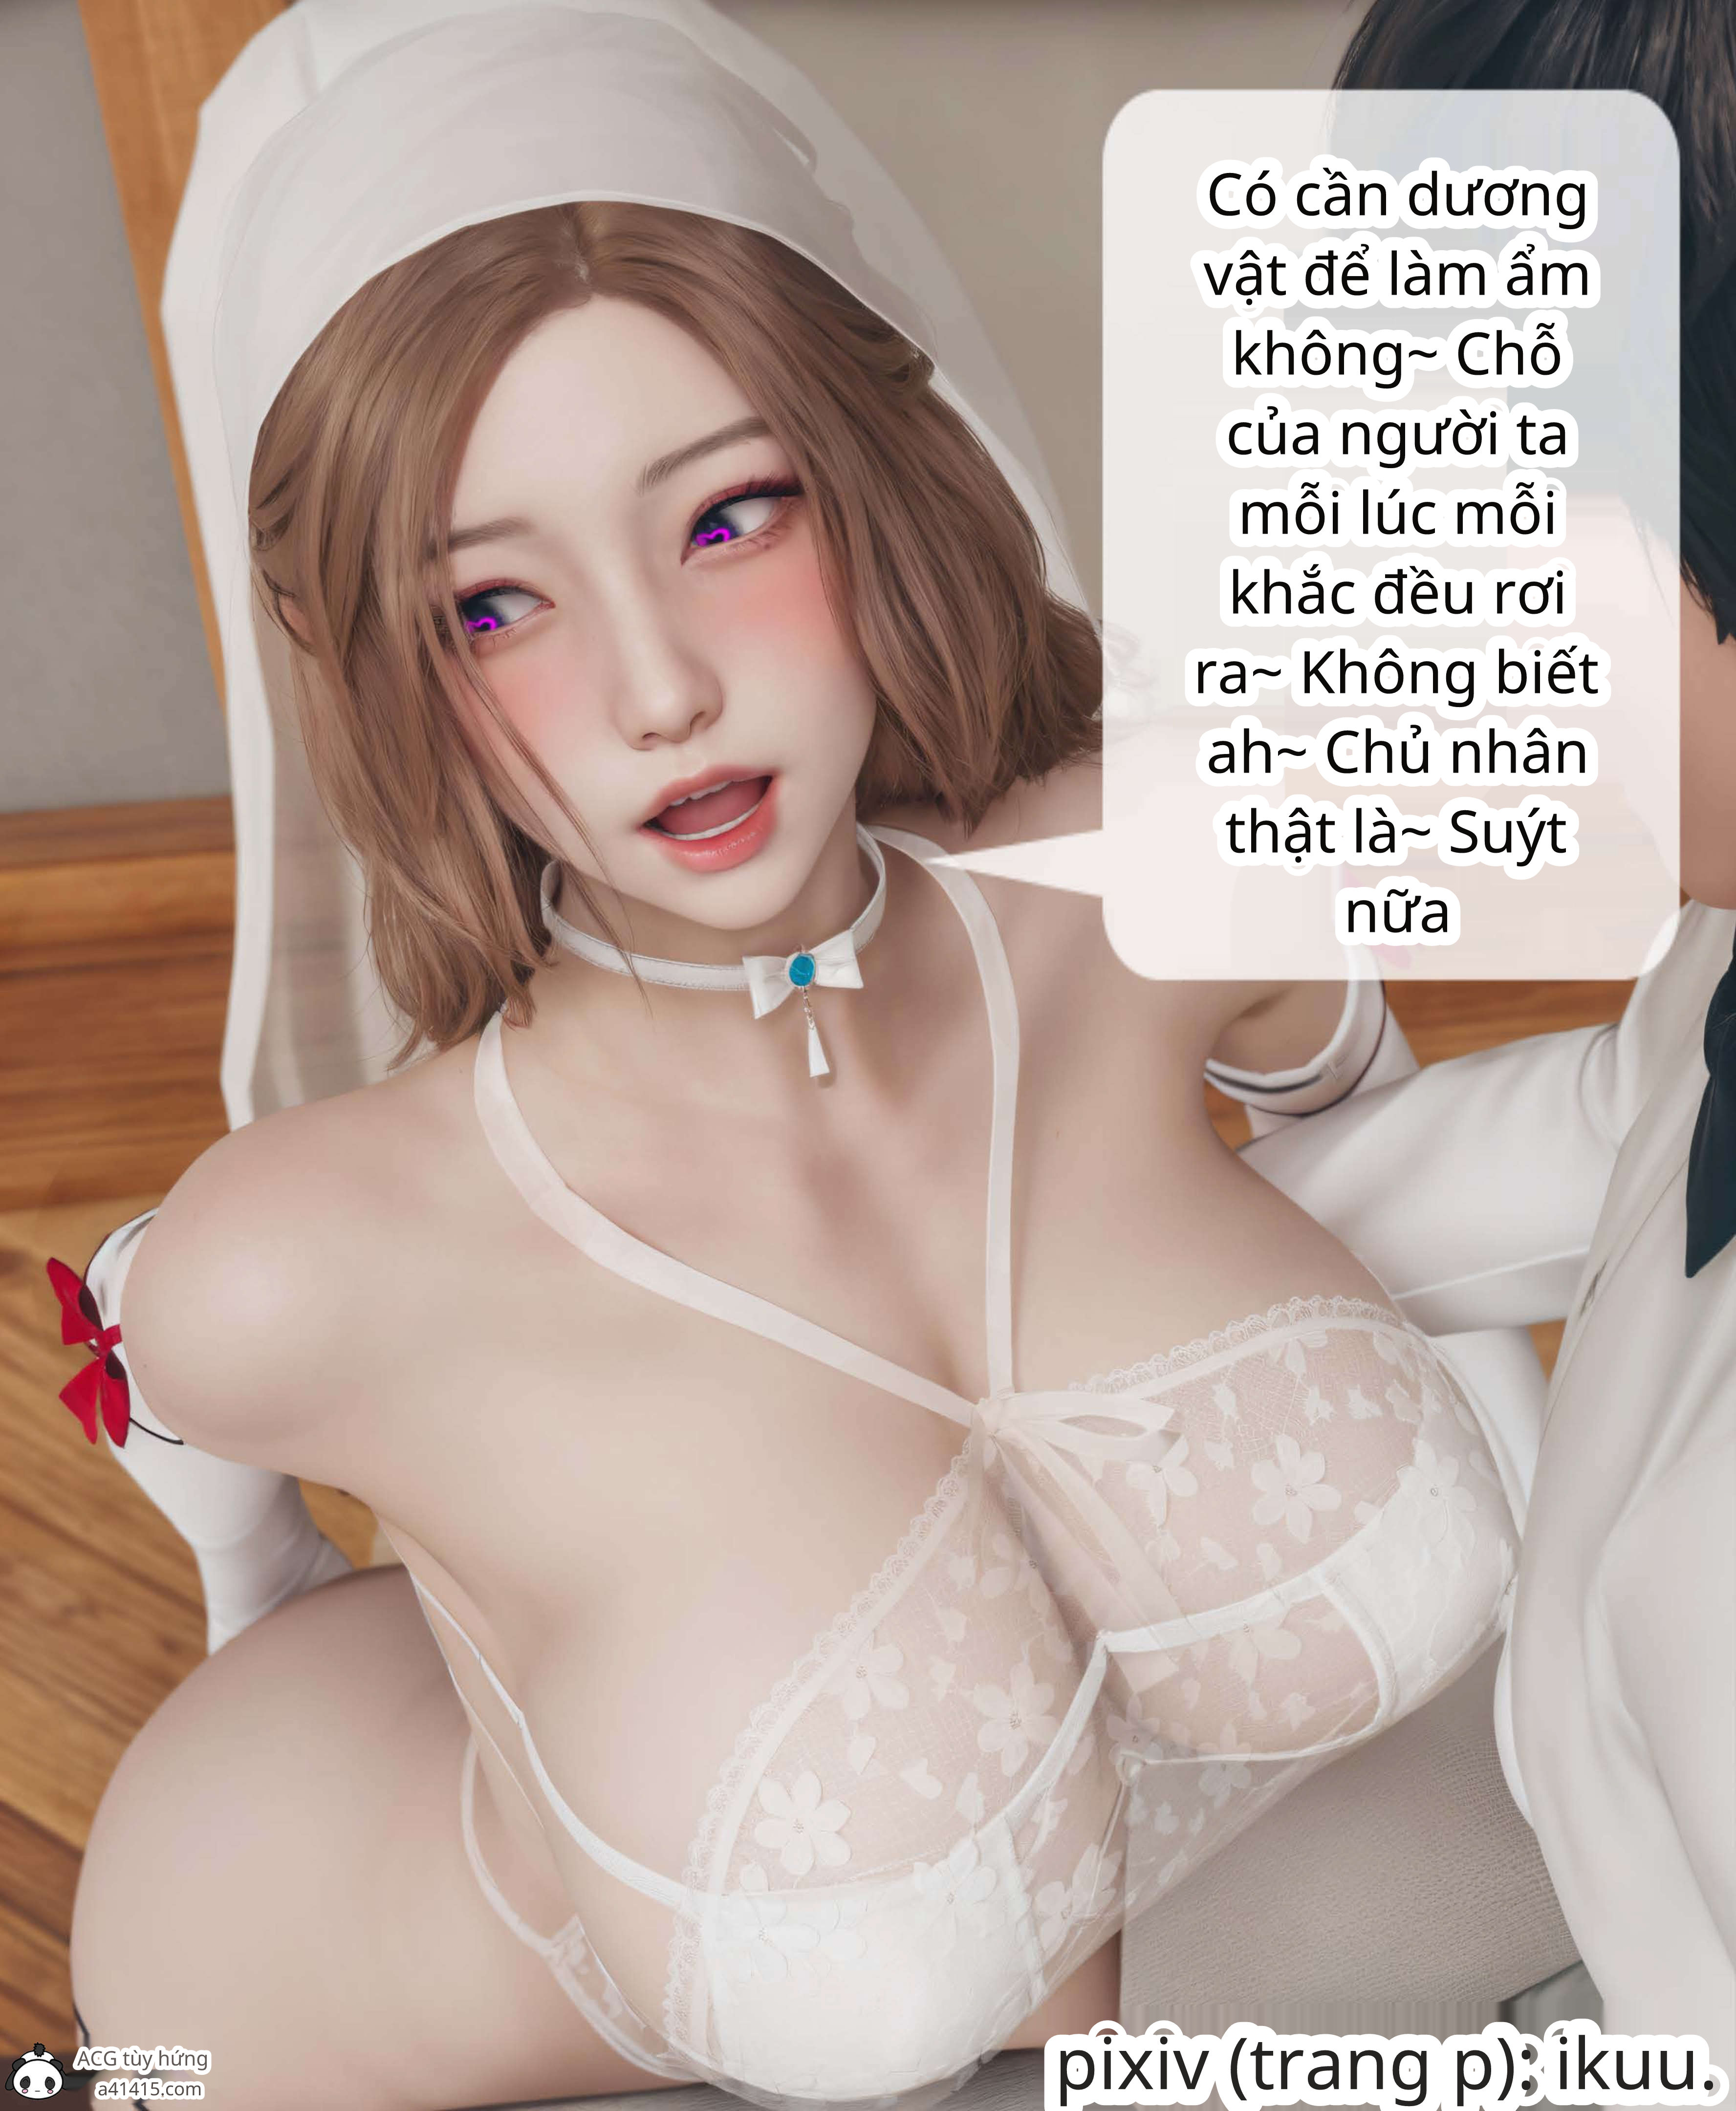 Có cần dương
vật để làm ẩm
không~ Chỗ
của người ta
mỗi lúc mỗi
khắc đều rơi
ra~ Không biết
ah~ Chủ nhân
thật là~ Suýt
nữa
ACG tùy hứng
a41415.com
pixiv (trang p): ikuu.